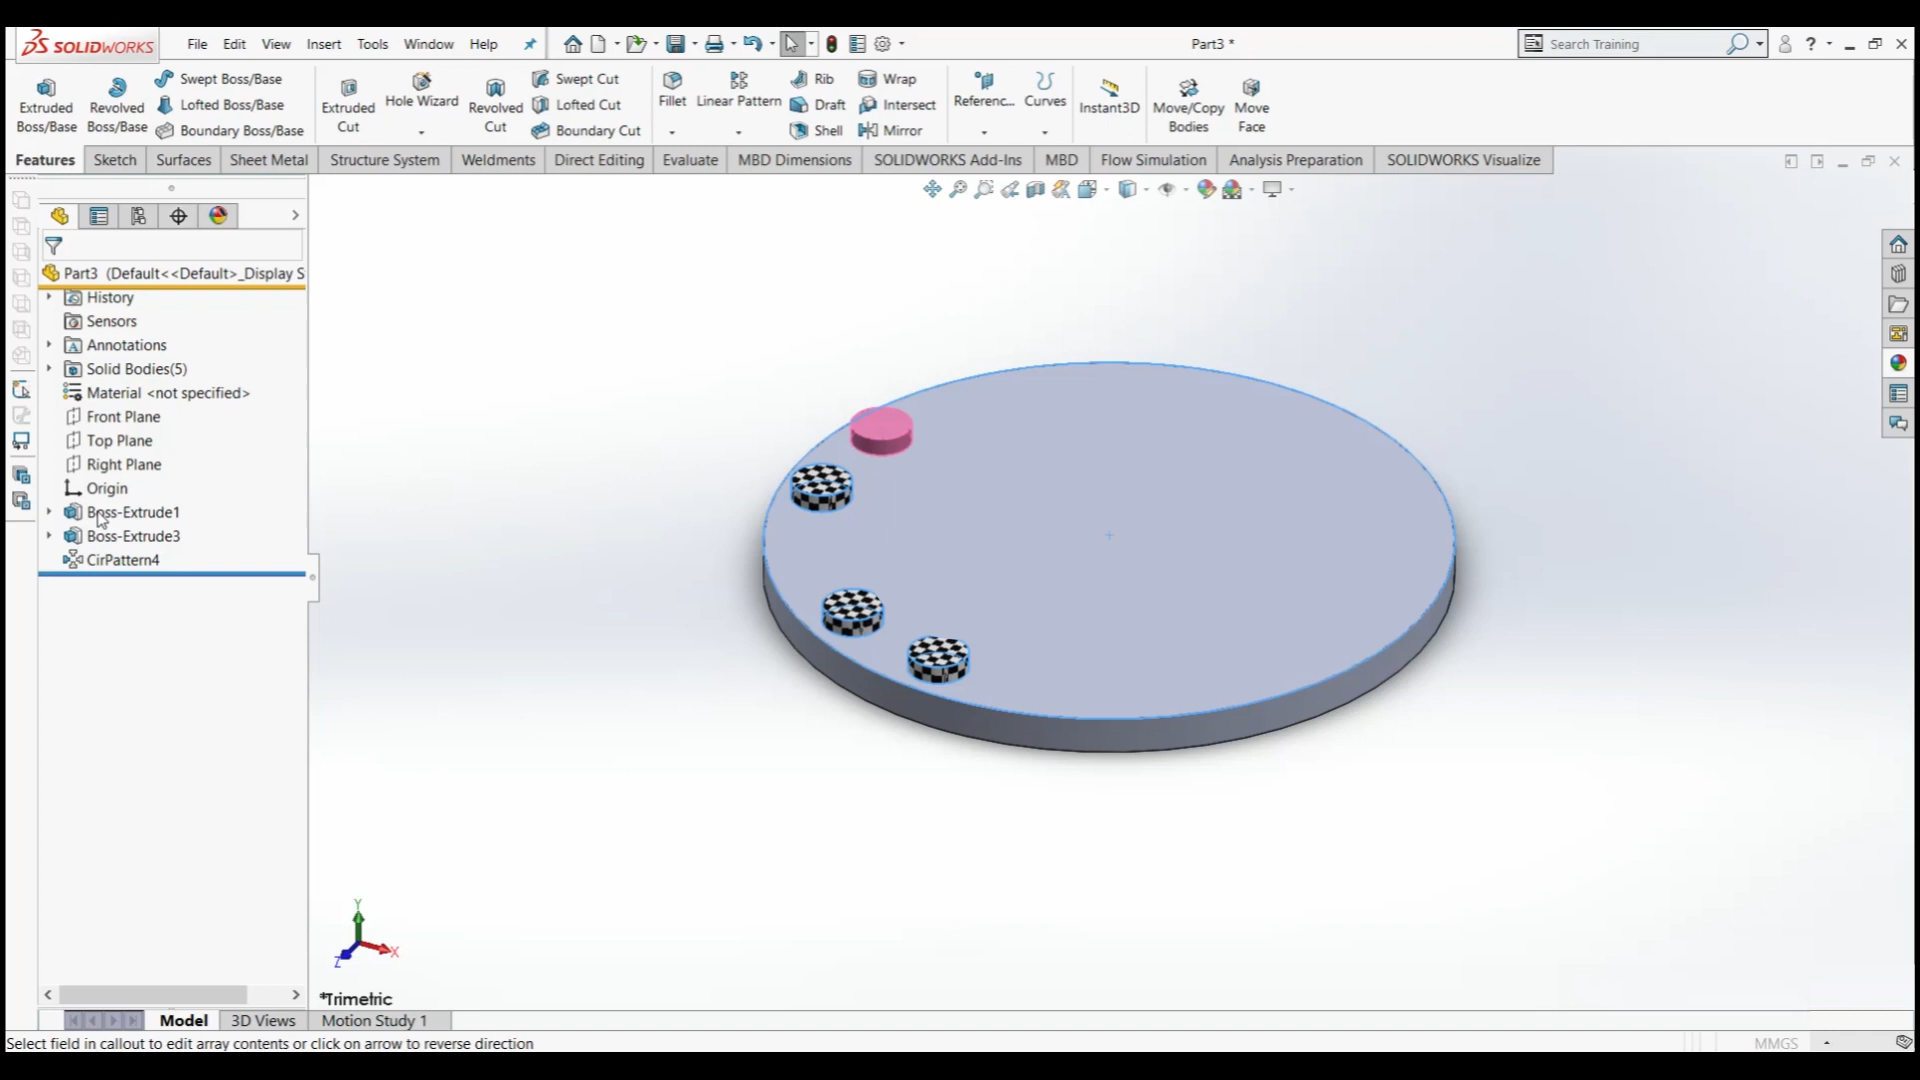 SOLIDWORKS File Edit View Insert Tools Window Help Part3 * Search Training ?
Extruded Boss/Base
Revolved Boss/Base
Swept Boss/Base
Lofted Boss/Base
Boundary Boss/Base
Extruded Cut
Hole Wizard
Revolved Cut
Swept Cut
Lofted Cut
Boundary Cut
Fillet
Linear Pattern
Rib
Draft
Shell
Wrap
Intersect
Mirror
Referenc...
Curves
Instant3D
Move/Copy Bodies
Move Face
Features Sketch Surfaces Sheet Metal Structure System Weldments Direct Editing Evaluate MBD Dimensions SOLIDWORKS Add-Ins MBD Flow Simulation Analysis Preparation SOLIDWORKS Visualize
Part3 (Default<<Default>_Display S
History
Sensors
Annotations
Solid Bodies(5)
Material <not specified>
Front Plane
Top Plane
Right Plane
Origin
Boss-Extrude1
Boss-Extrude3
CirPattern4
Y
X
Z
*Trimetric
Model 3D Views Motion Study 1
Select field in callout to edit array contents or click on arrow to reverse direction MMGS